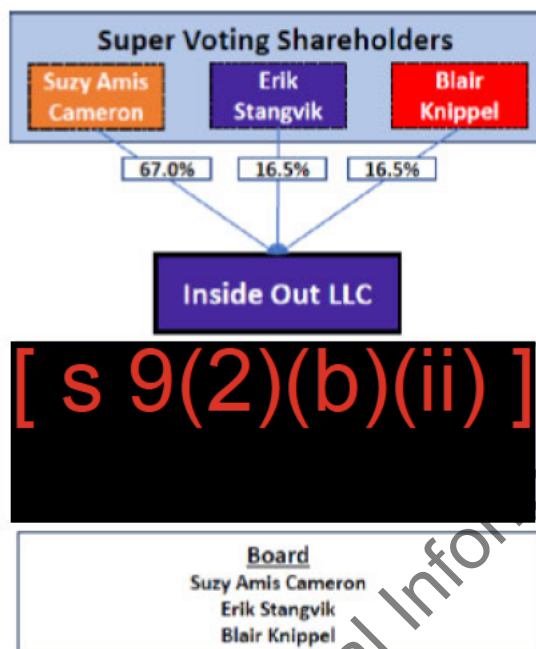 Super Voting Shareholders
Suzy Amis
Cameron
Erik
Stangvik
Blair
Knippel
67.0%
16.5%
16.5%
Inside Out LLC
[ s 9(2)(b)(ii) ]
Board
Suzy Amis Cameron
Erik Stangvik
Blair Knippel